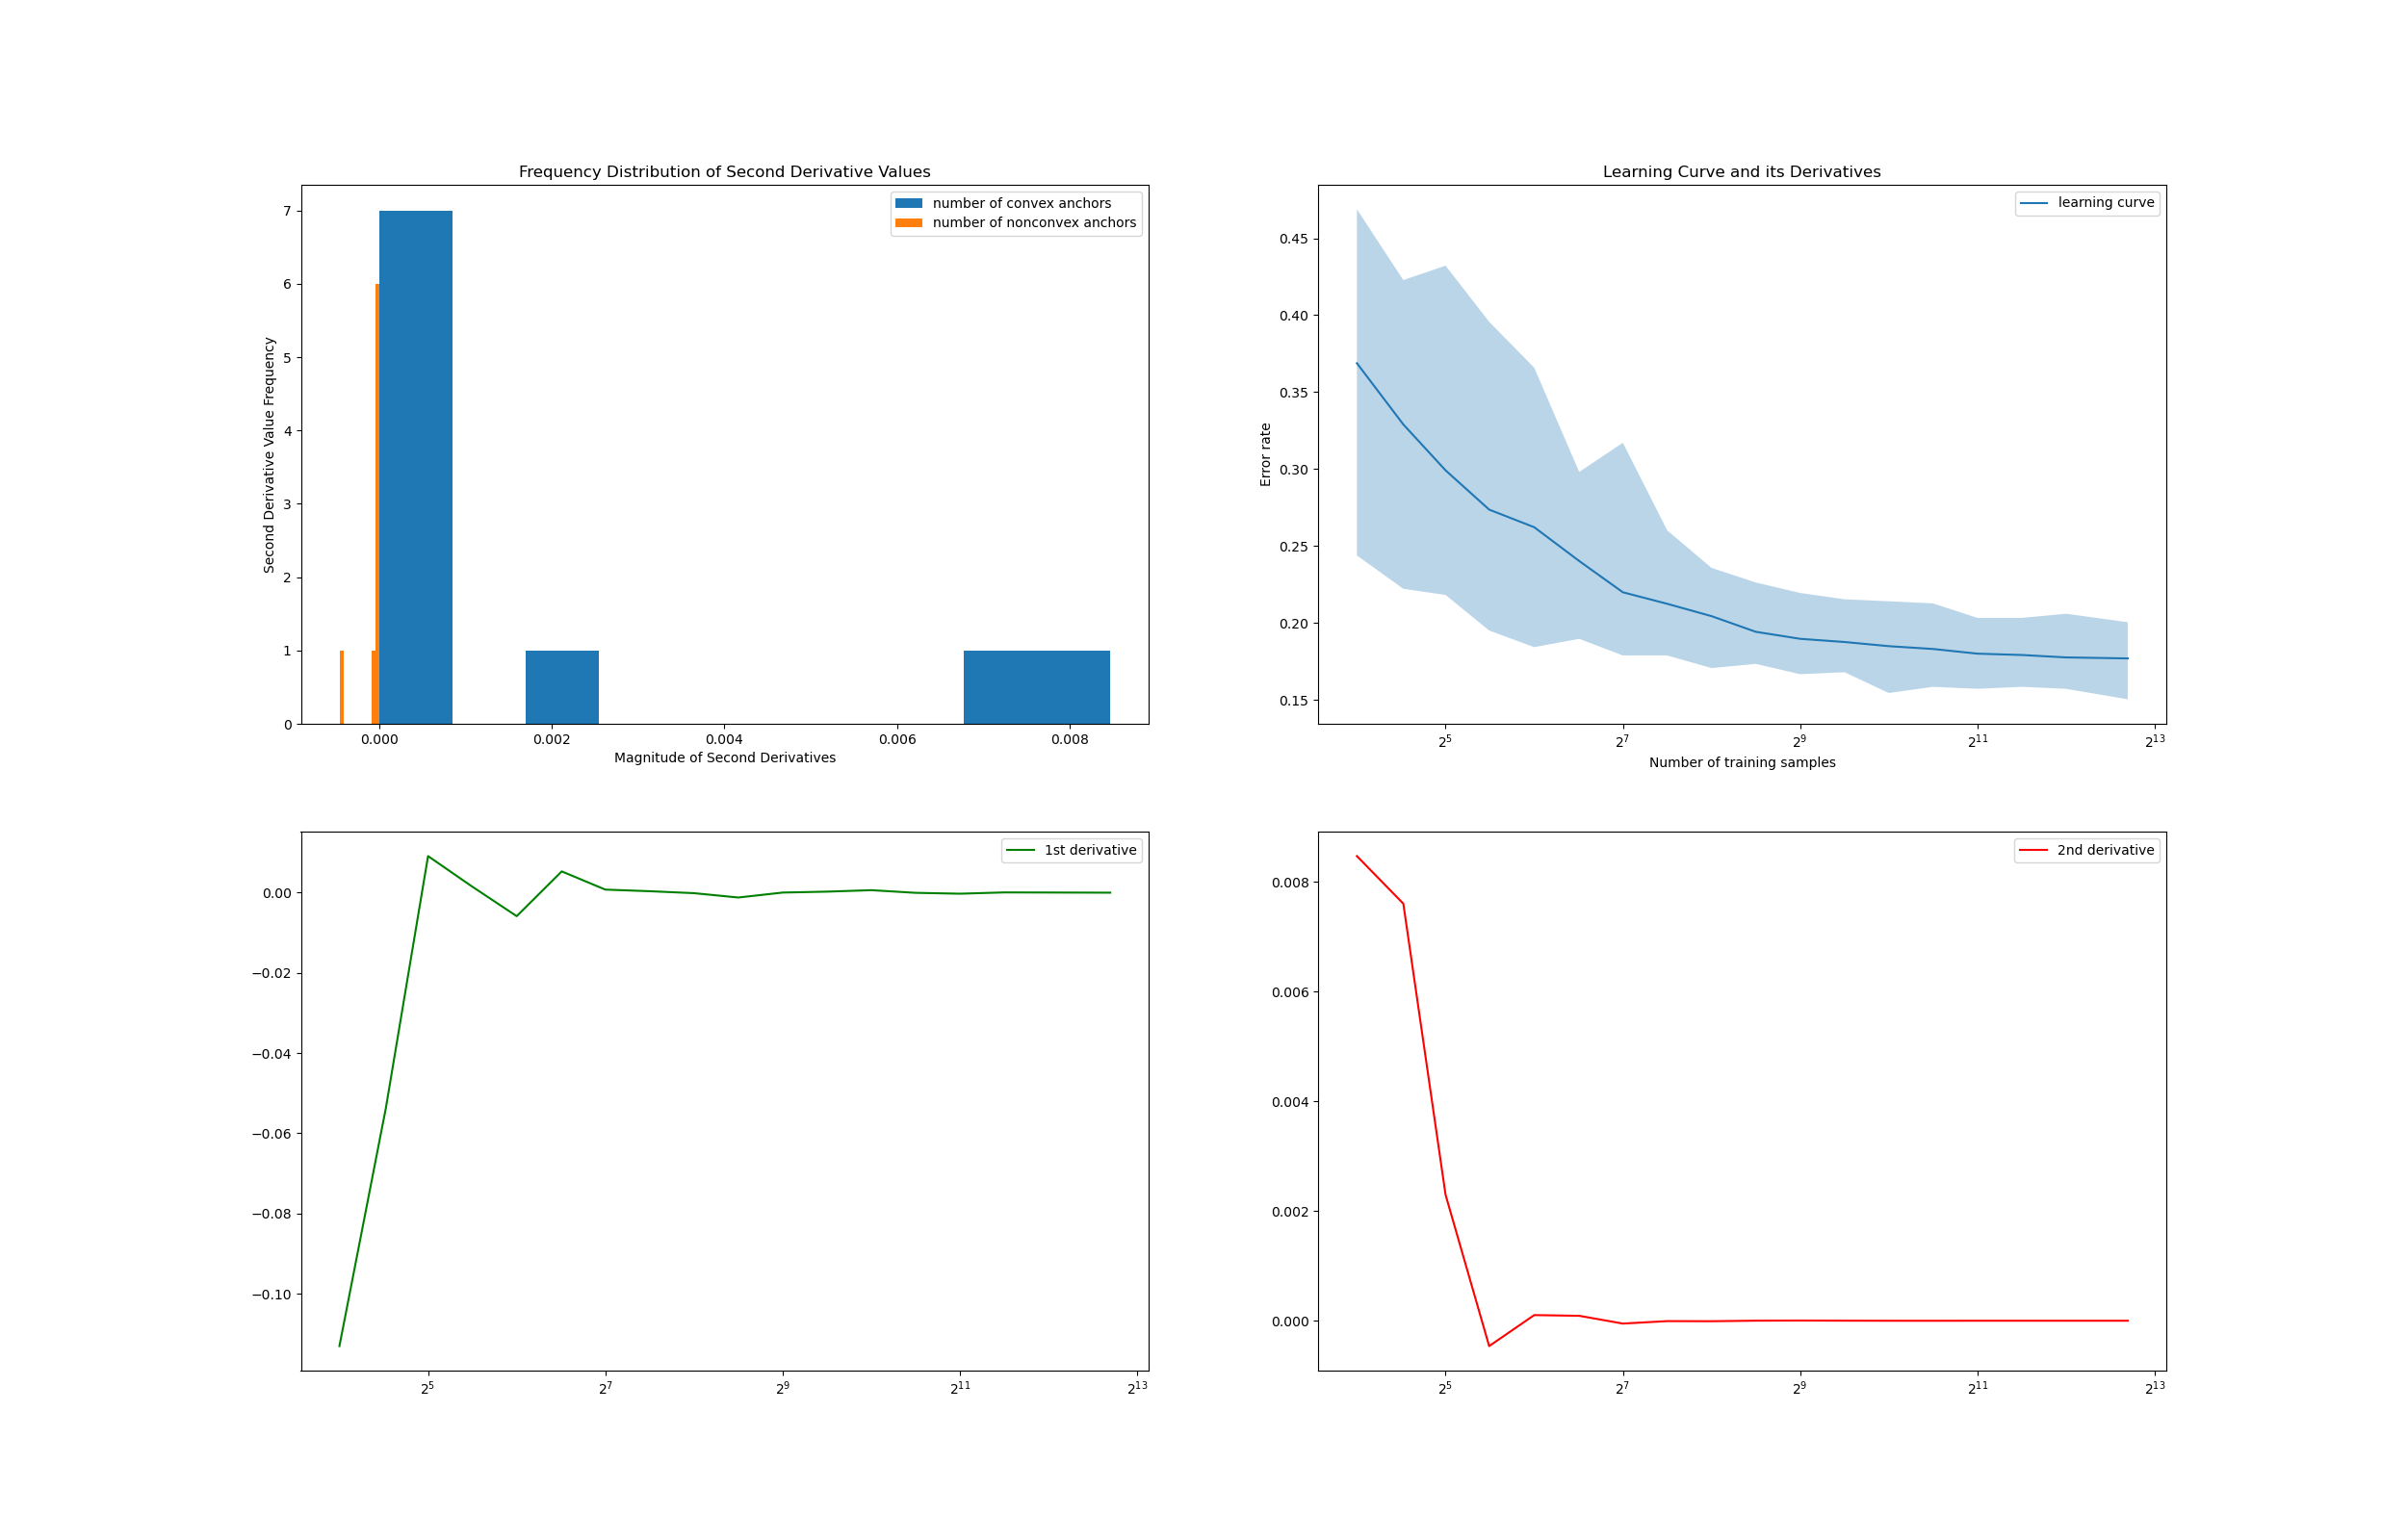 Frequency Distribution of Second Derivative Values
number of convex anchors
number of nonconvex anchors
Second Derivative Value Frequency
7
6
5
4
3
2
1
0
0.000 0.002 0.004 0.006 0.008
Magnitude of Second Derivatives
Learning Curve and its Derivatives
learning curve
Error rate
0.45
0.40
0.35
0.30
0.25
0.20
0.15
2^5 2^7 2^9 2^11 2^13
Number of training samples
1st derivative
0.00
−0.02
−0.04
−0.06
−0.08
−0.10
2^5 2^7 2^9 2^11 2^13
2nd derivative
0.008
0.006
0.004
0.002
0.000
2^5 2^7 2^9 2^11 2^13